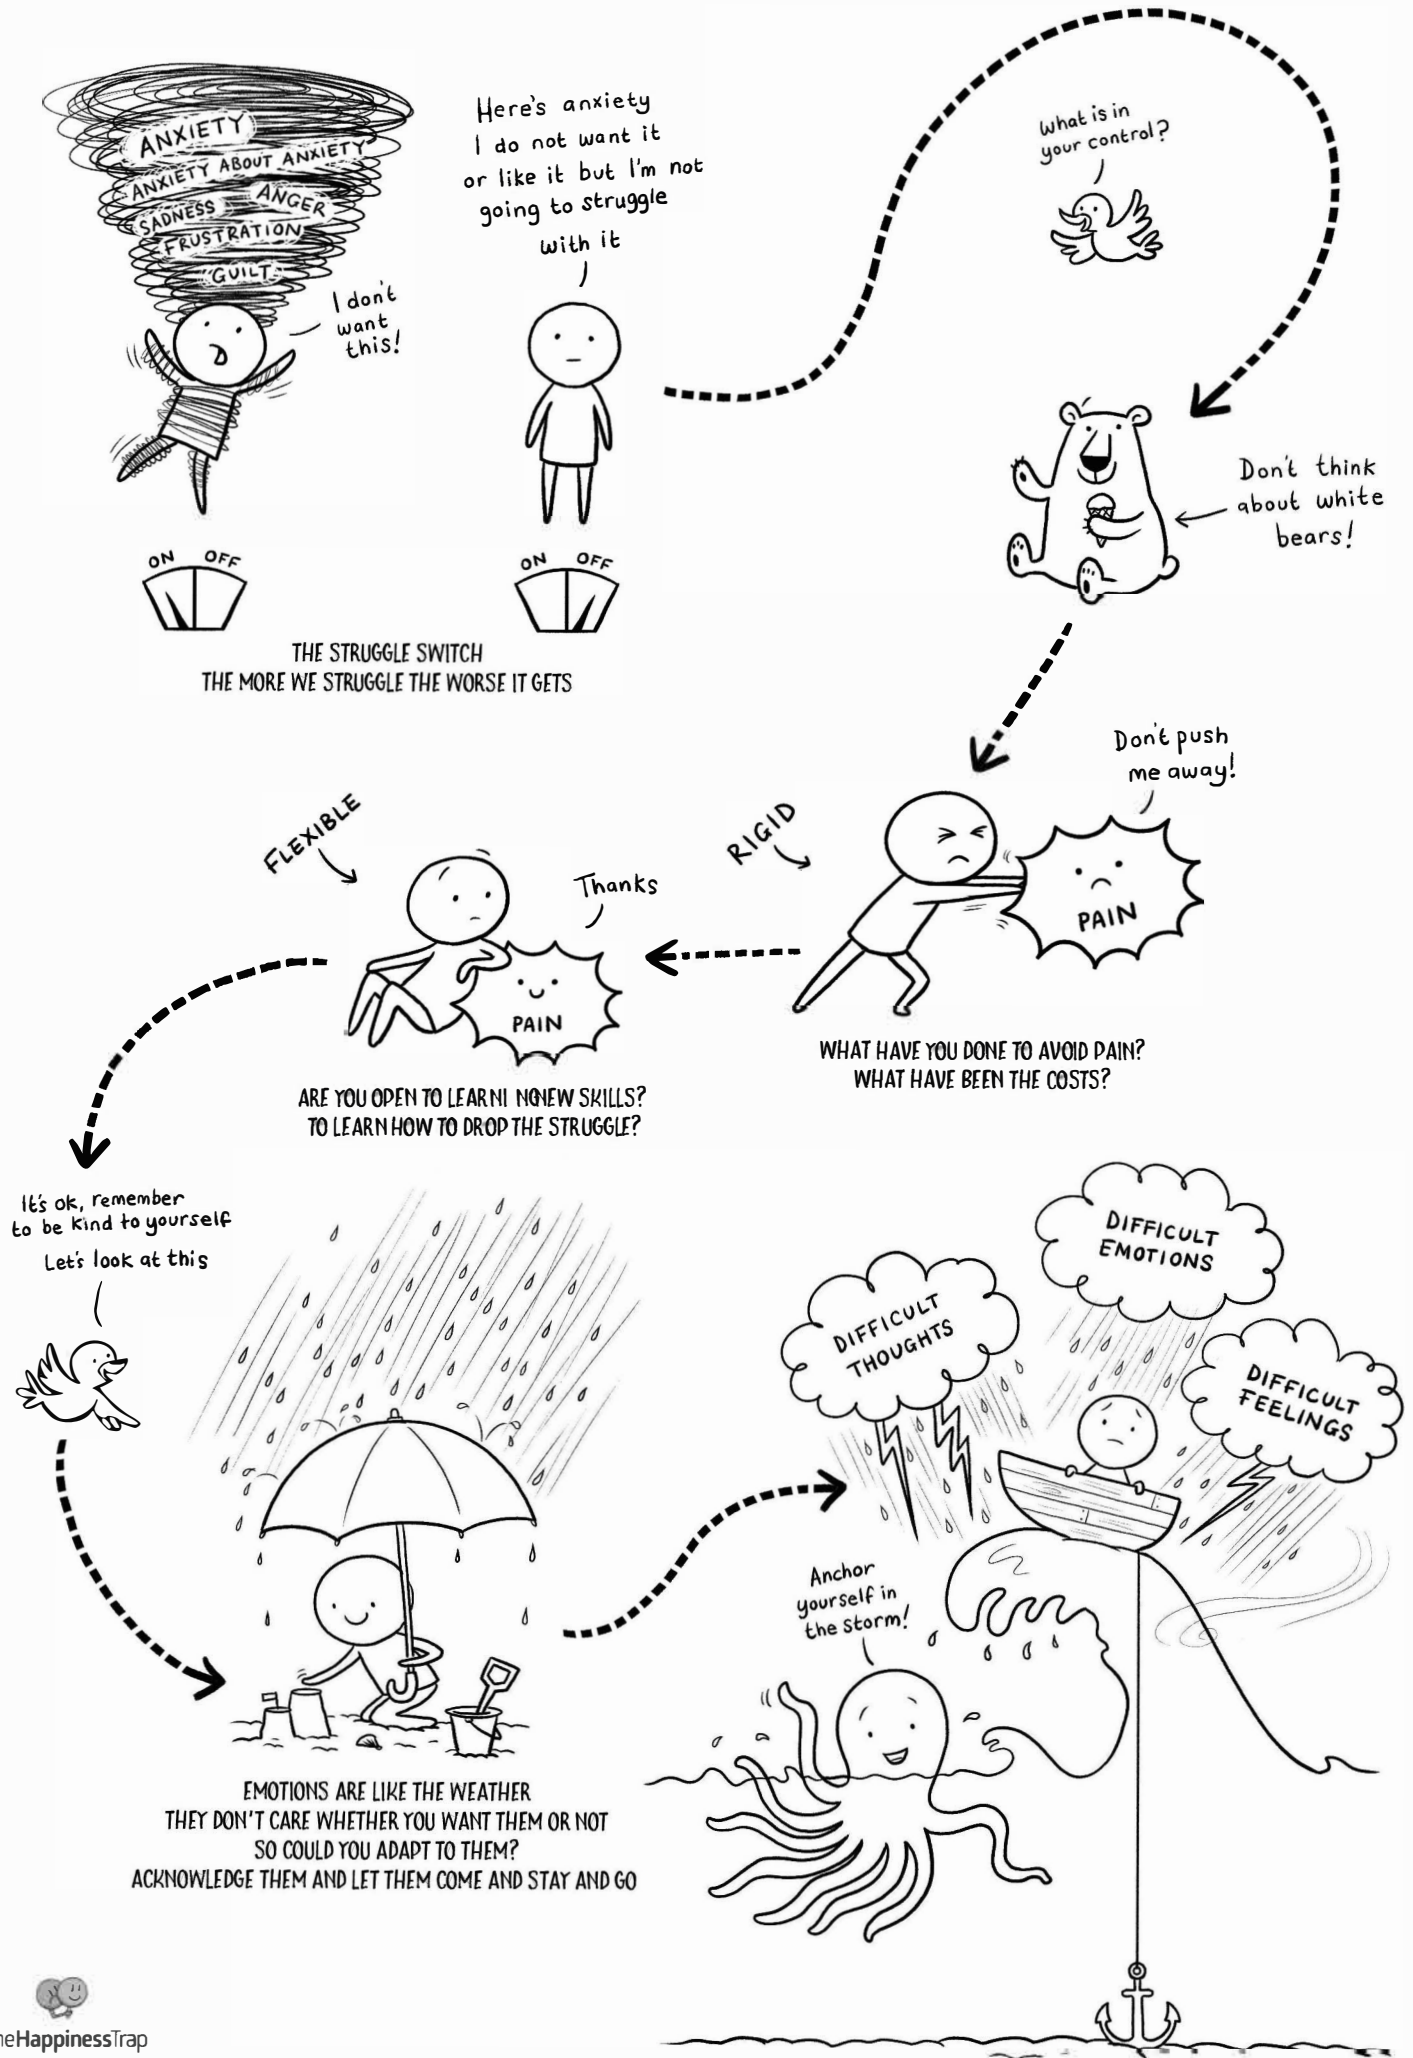 ANXIETY
ANXIETY ABOUT ANXIETY
SADNESS
ANGER
FRUSTRATION
GUILT
I don't
want
this!
Here's anxiety
I do not want it
or like it but I'm not
going to struggle
with it
ON OFF
ON OFF
THE STRUGGLE SWITCH
THE MORE WE STRUGGLE THE WORSE IT GETS
What is in
your control?
Don't think
about white
bears!
Don't push
me away!
RIGID
PAIN
WHAT HAVE YOU DONE TO AVOID PAIN?
WHAT HAVE BEEN THE COSTS?
FLEXIBLE
Thanks
PAIN
ARE YOU OPEN TO LEARNI NGNEW SKILLS?
TO LEARN HOW TO DROP THE STRUGGLE?
It's ok, remember
to be kind to yourself
Let's look at this
EMOTIONS ARE LIKE THE WEATHER
THEY DON'T CARE WHETHER YOU WANT THEM OR NOT
SO COULD YOU ADAPT TO THEM?
ACKNOWLEDGE THEM AND LET THEM COME AND STAY AND GO
DIFFICULT
EMOTIONS
DIFFICULT
THOUGHTS
DIFFICULT
FEELINGS
Anchor
yourself in
the storm!
heHappinessTrap